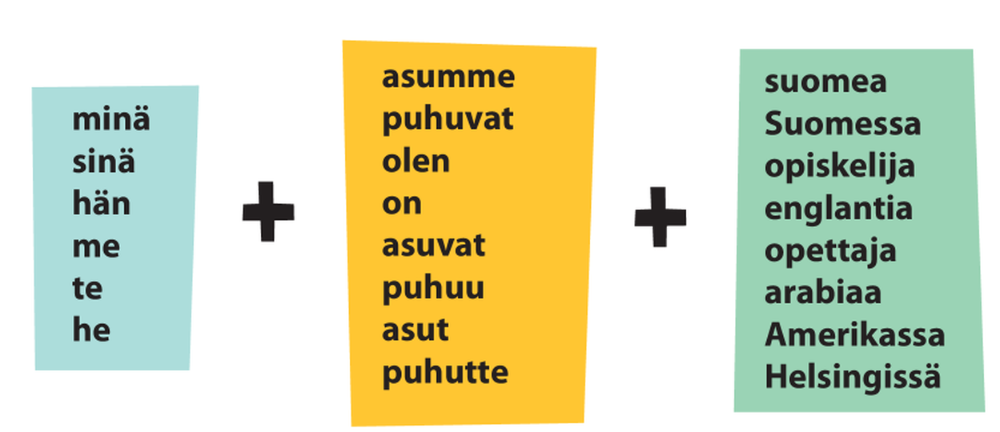 minä
sinä
hän
me
te
he
+
asumme
puhuvat
olen
on
asuvat
puhuu
asut
puhutte
+
suomea
Suomessa
opiskelija
englantia
opettaja
arabiaa
Amerikassa
Helsingissä